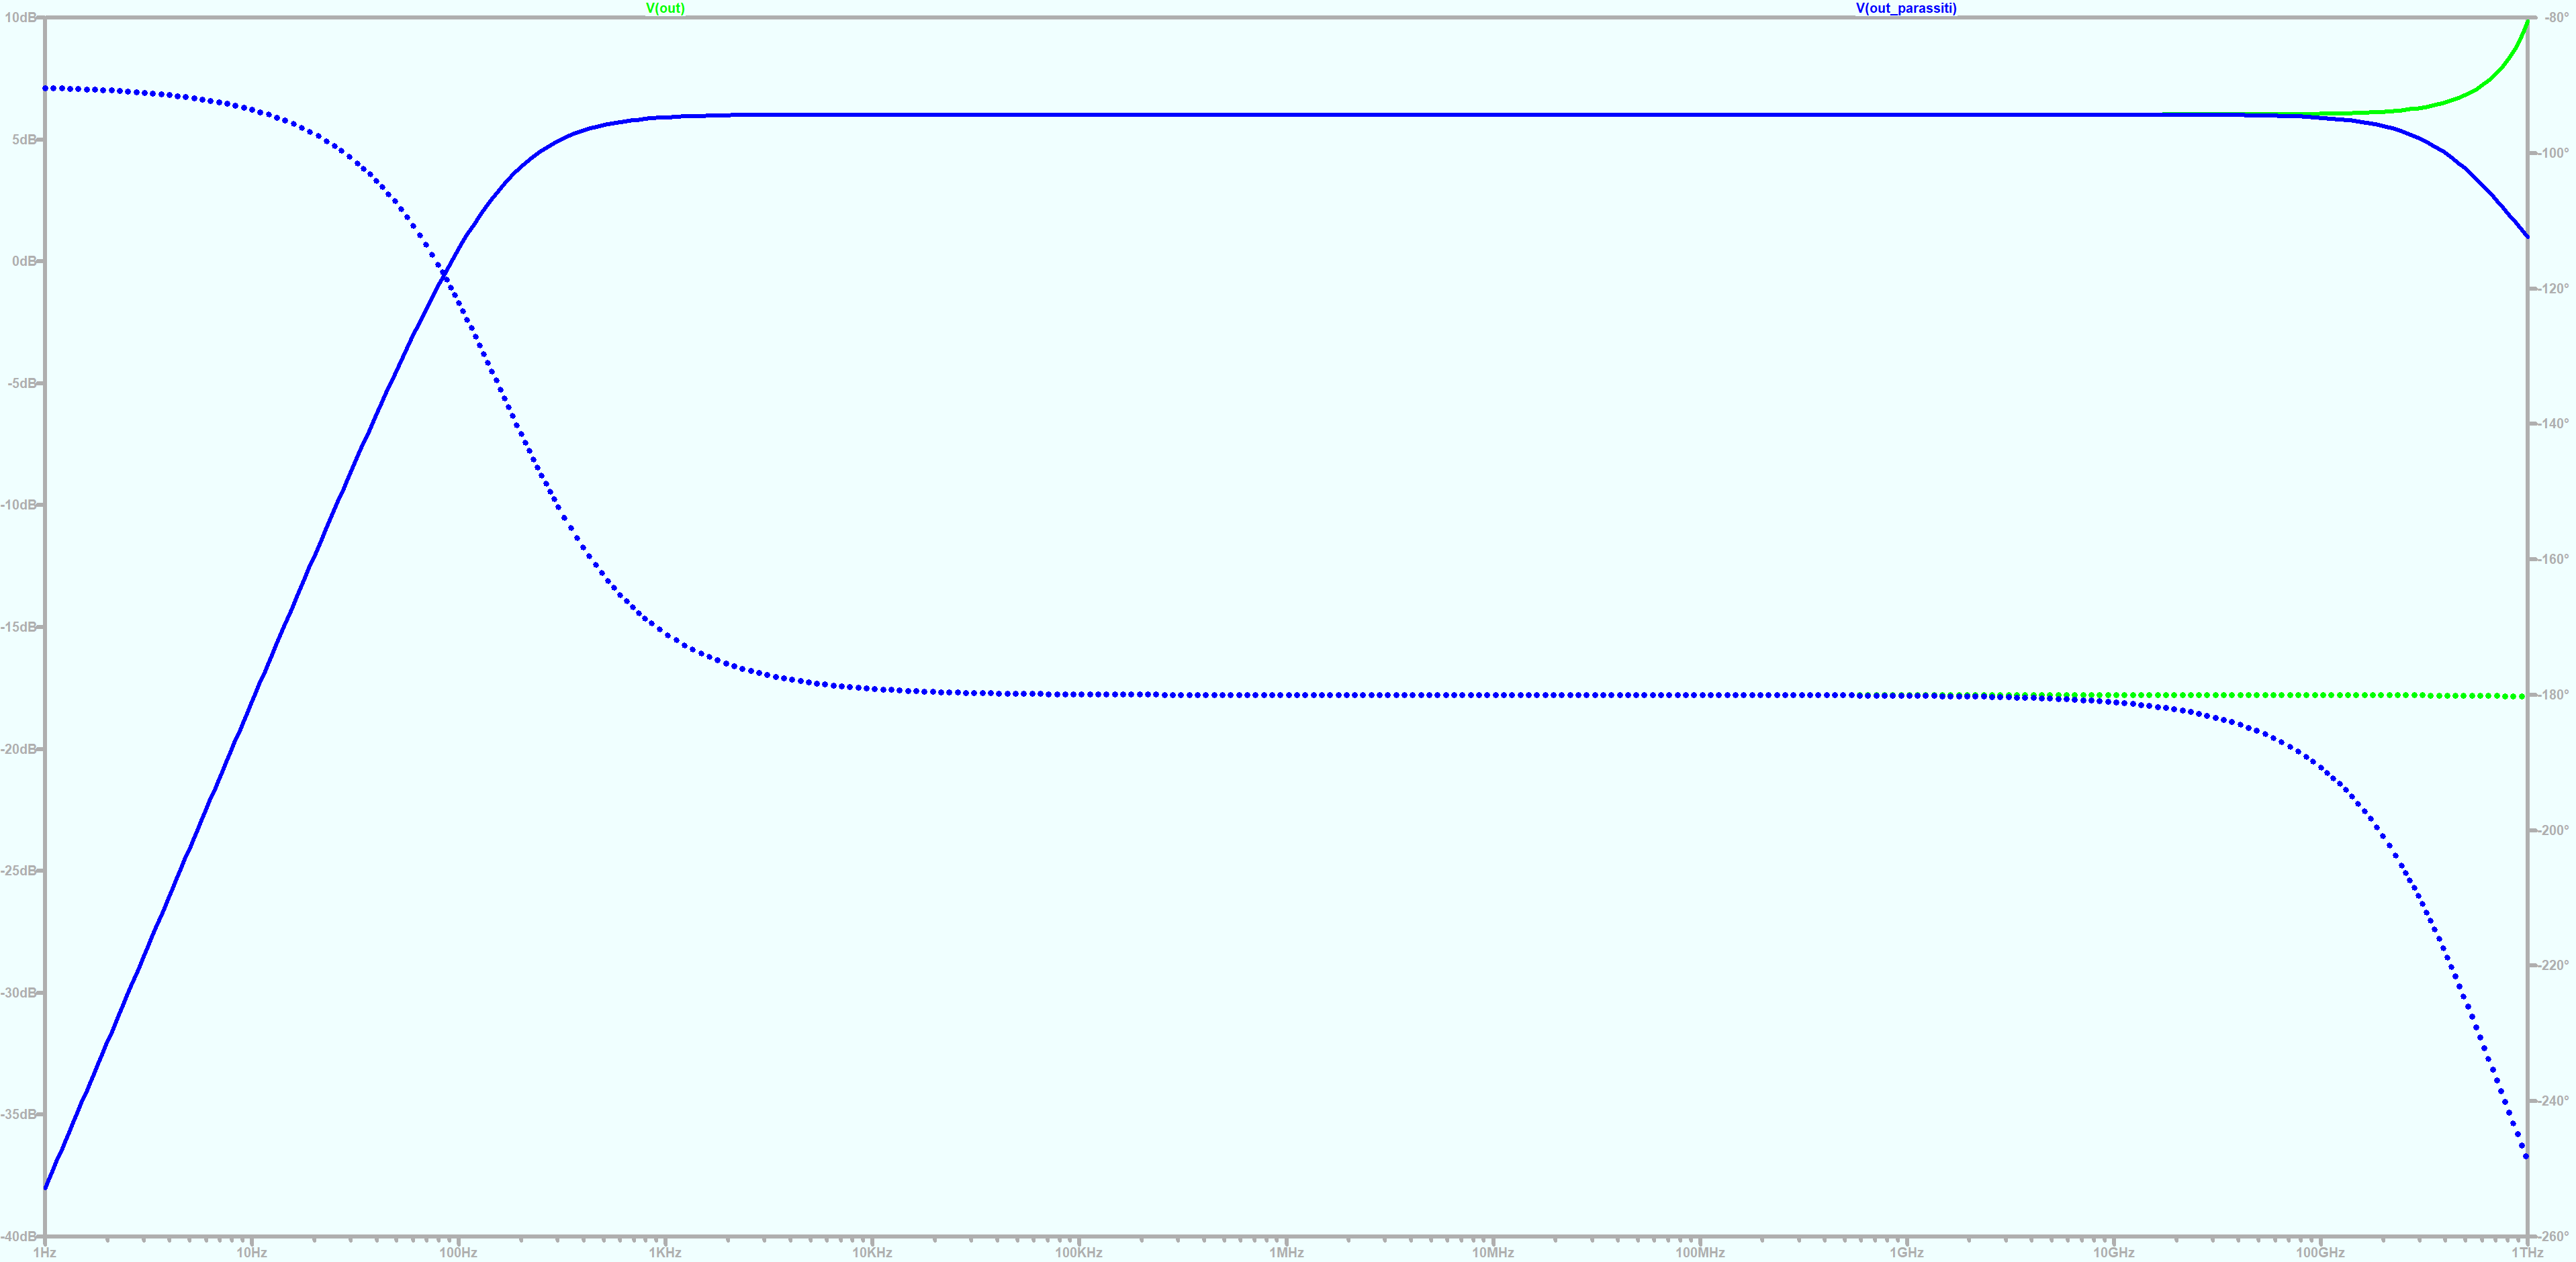 V(out) V(out_parassiti)
10dB
5dB
0dB
-5dB
-10dB
-15dB
-20dB
-25dB
-30dB
-35dB
-40dB
-80°
-100°
-120°
-140°
-160°
-180°
-200°
-220°
-240°
-260°
1Hz 10Hz 100Hz 1KHz 10KHz 100KHz 1MHz 10MHz 100MHz 1GHz 10GHz 100GHz 1THz